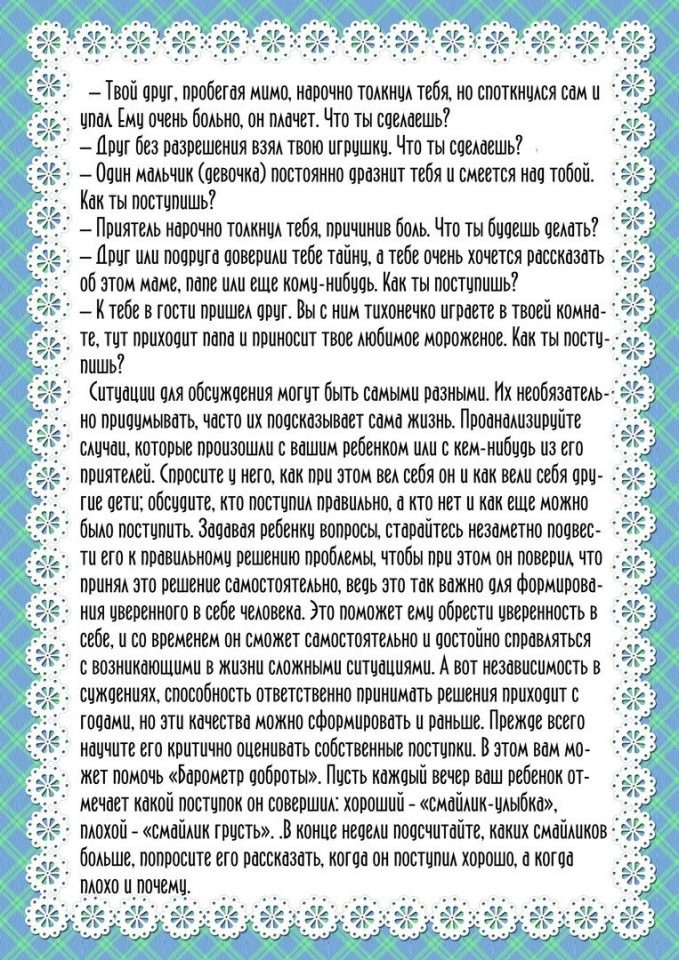 – Твой друг, пробегая мимо, нарочно толкнул тебя, но споткнулся сам и
упал. Ему очень больно, он плачет. Что ты сделаешь?
– Друг без разрешения взял твою игрушку. Что ты сделаешь?
– Один мальчик (девочка) постоянно дразнит тебя и смеется над тобой.
Как ты поступишь?
– Приятель нарочно толкнул тебя, причинив боль. Что ты будешь делать?
– Друг или подруга доверили тебе тайну, а тебе очень хочется рассказать
об этом маме, папе или еще кому-нибудь. Как ты поступишь?
– К тебе в гости пришел друг. Вы с ним тихонечко играете в твоей комна-
те, тут приходит папа и приносит твое любимое мороженое. Как ты посту-
пишь?
Ситуации для обсуждения могут быть самыми разными. Их необязатель-
но придумывать, часто их подсказывает сама жизнь. Проанализируйте
случаи, которые произошли с вашим ребенком или с кем-нибудь из его
приятелей. Спросите у него, как при этом вел себя он и как вели себя дру-
гие дети; обсудите, кто поступил правильно, а кто нет и как еще можно
было поступить. Задавая ребенку вопросы, старайтесь незаметно подвес-
ти его к правильному решению проблемы, чтобы при этом он поверил, что
принял это решение самостоятельно, ведь это так важно для формирова-
ния уверенного в себе человека. Это поможет ему обрести уверенность в
себе, и со временем он сможет самостоятельно и достойно справляться
с возникающими в жизни сложными ситуациями. А вот независимость в
суждениях, способность ответственно принимать решения приходит с
годами, но эти качества можно сформировать и раньше. Прежде всего
научите его критично оценивать собственные поступки. В этом вам мо-
жет помочь «Барометр доброты». Пусть каждый вечер ваш ребенок от-
мечает какой поступок он совершил: хороший - «смайлик-улыбка»,
плохой - «смайлик грусть». .В конце недели подсчитайте, каких смайликов
больше, попросите его рассказать, когда он поступил хорошо, а когда
плохо и почему.